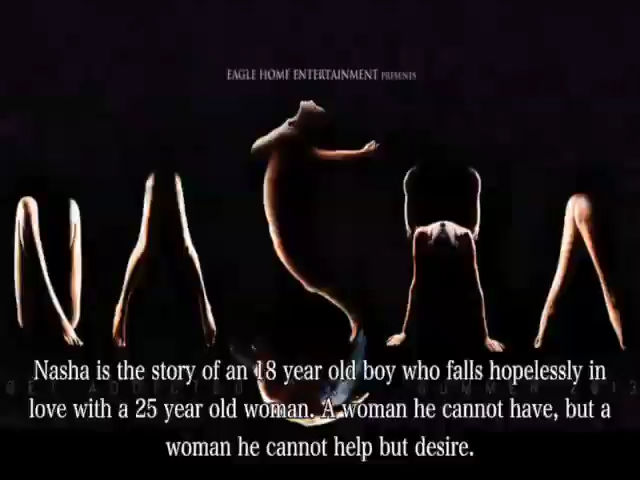 EAGLE HOME ENTERTAINMENT PRESENTS
NASHA
Nasha is the story of an 18 year old boy who falls hopelessly in
love with a 25 year old woman. A woman he cannot have, but a
woman he cannot help but desire.